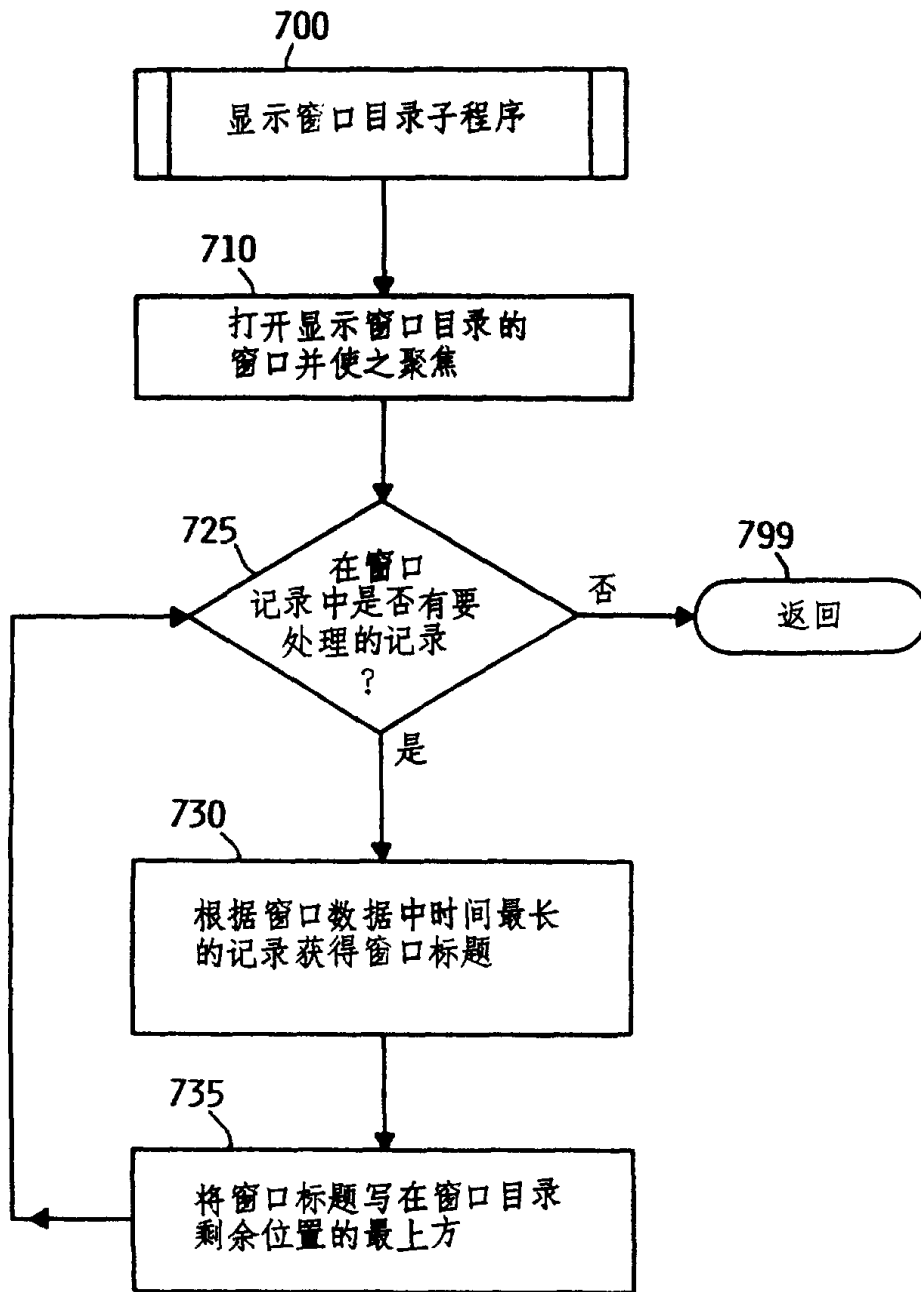 700
显示窗口目录子程序
710
打开显示窗口目录的
窗口并使之聚焦
725
在窗口
记录中是否有要
处理的记录
?
否
799
返回
是
730
根据窗口数据中时间最长
的记录获得窗口标题
735
将窗口标题写在窗口目录
剩余位置的最上方